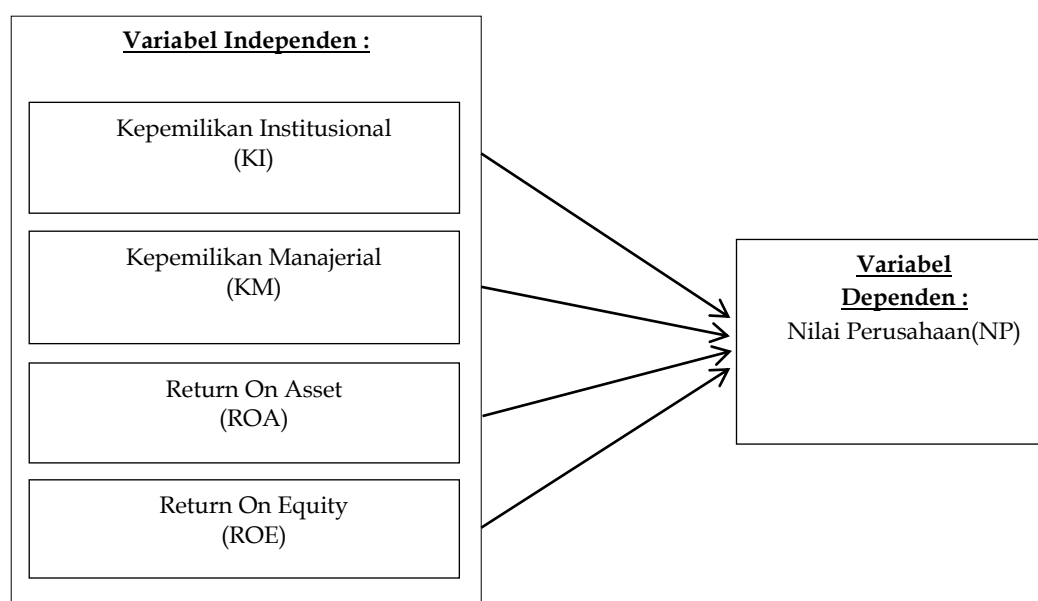 Variabel Independen :
Kepemilikan Institusional
(KI)
Kepemilikan Manajerial
(KM)
Return On Asset
(ROA)
Return On Equity
(ROE)
Variabel
Dependen :
Nilai Perusahaan(NP)